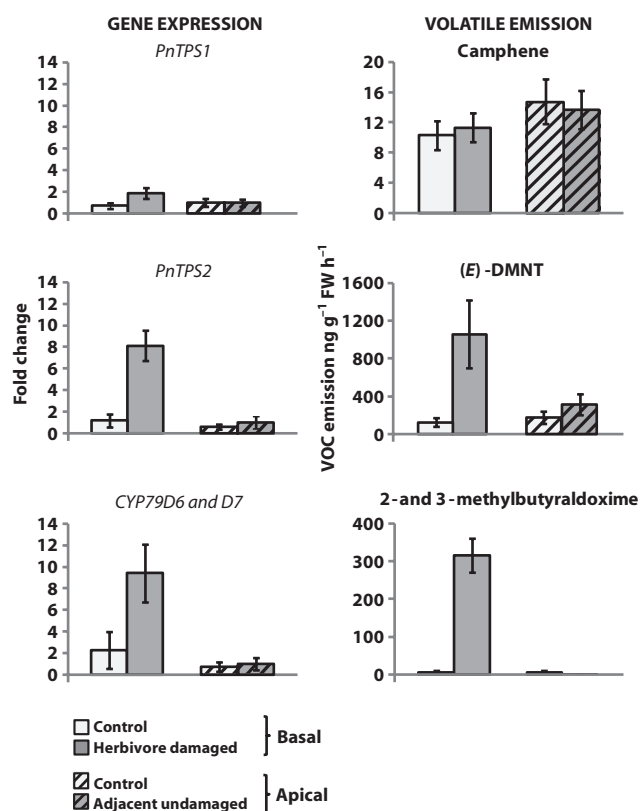 GENE EXPRESSION
PnTPS1
14
12
10
8
6
4
2
0
PnTPS2
14
12
10
8
6
4
2
0
Fold change
CYP79D6 and D7
14
12
10
8
6
4
2
0
VOLATILE EMISSION
Camphene
20
16
12
8
4
0
(E) -DMNT
1600
1200
800
400
0
VOC emission ng g⁻¹ FW h⁻¹
2- and 3 -methylbutyraldoxime
400
300
200
100
0
Control
Herbivore damaged
Basal
Control
Adjacent undamaged
Apical